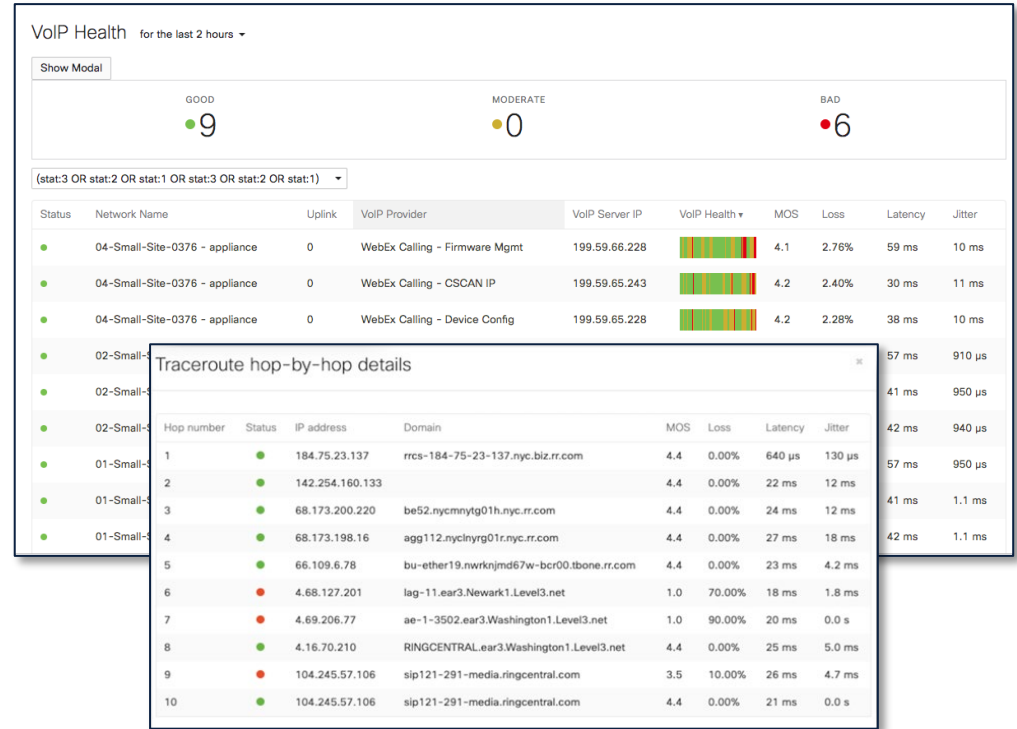 VoIP Health for the last 2 hours
Show Modal
GOOD MODERATE BAD
9 0 6
(stat:3 OR stat:2 OR stat:1 OR stat:3 OR stat:2 OR stat:1)
Status Network Name Uplink VoIP Provider VoIP Server IP VoIP Health MOS Loss Latency Jitter
04-Small-Site-0376 - appliance 0 WebEx Calling - Firmware Mgmt 199.59.66.228 4.1 2.76% 59 ms 10 ms
04-Small-Site-0376 - appliance 0 WebEx Calling - CSCAN IP 199.59.65.243 4.2 2.40% 30 ms 11 ms
04-Small-Site-0376 - appliance 0 WebEx Calling - Device Config 199.59.65.228 4.2 2.28% 38 ms 10 ms
02-Small- 57 ms 910 µs
02-Small- 41 ms 950 µs
02-Small- 42 ms 940 µs
01-Small- 57 ms 950 µs
01-Small- 41 ms 1.1 ms
01-Small- 42 ms 1.1 ms
Traceroute hop-by-hop details
Hop number Status IP address Domain MOS Loss Latency Jitter
1 184.75.23.137 rrcs-184-75-23-137.nyc.biz.rr.com 4.4 0.00% 640 µs 130 µs
2 142.254.160.133 4.4 0.00% 22 ms 12 ms
3 68.173.200.220 be52.nycmnytg01h.nyc.rr.com 4.4 0.00% 24 ms 12 ms
4 68.173.198.16 agg112.nyclnyrg01r.nyc.rr.com 4.4 0.00% 27 ms 18 ms
5 66.109.6.78 bu-ether19.nwrknjmd67w-bcr00.tbone.rr.com 4.4 0.00% 23 ms 4.2 ms
6 4.68.127.201 lag-11.ear3.Newark1.Level3.net 1.0 70.00% 18 ms 1.8 ms
7 4.69.206.77 ae-1-3502.ear3.Washington1.Level3.net 1.0 90.00% 20 ms 0.0 s
8 4.16.70.210 RINGCENTRAL.ear3.Washington1.Level3.net 4.4 0.00% 25 ms 5.0 ms
9 104.245.57.106 sip121-291-media.ringcentral.com 3.5 10.00% 26 ms 4.7 ms
10 104.245.57.106 sip121-291-media.ringcentral.com 4.4 0.00% 21 ms 0.0 s